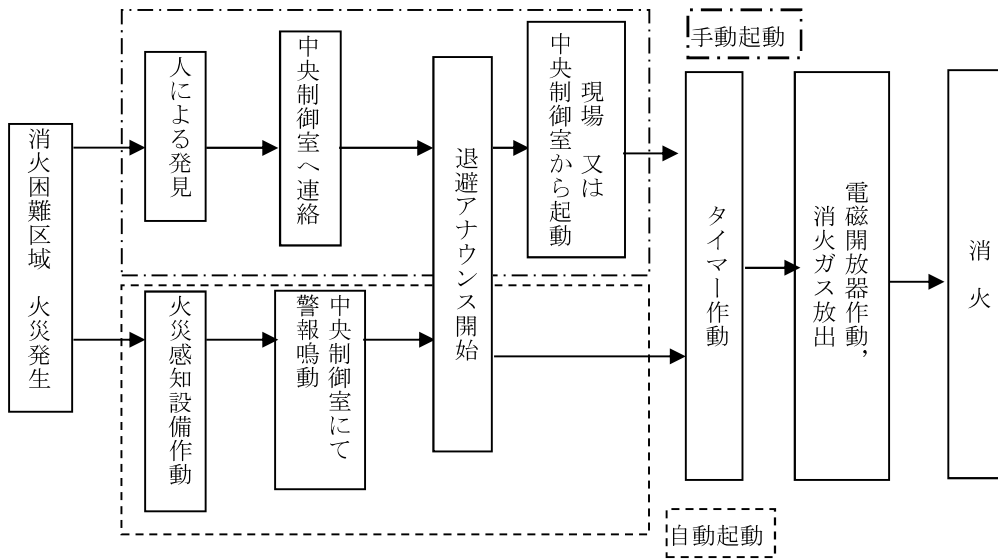 消火困難区域 火災発生
人による発見
中央制御室へ連絡
退避アナウンス開始
現場 又は
中央制御室から起動
手動起動
火災感知設備作動
中央制御室にて
警報鳴動
自動起動
タイマー作動
電磁開放器作動,
消火ガス放出
消 火